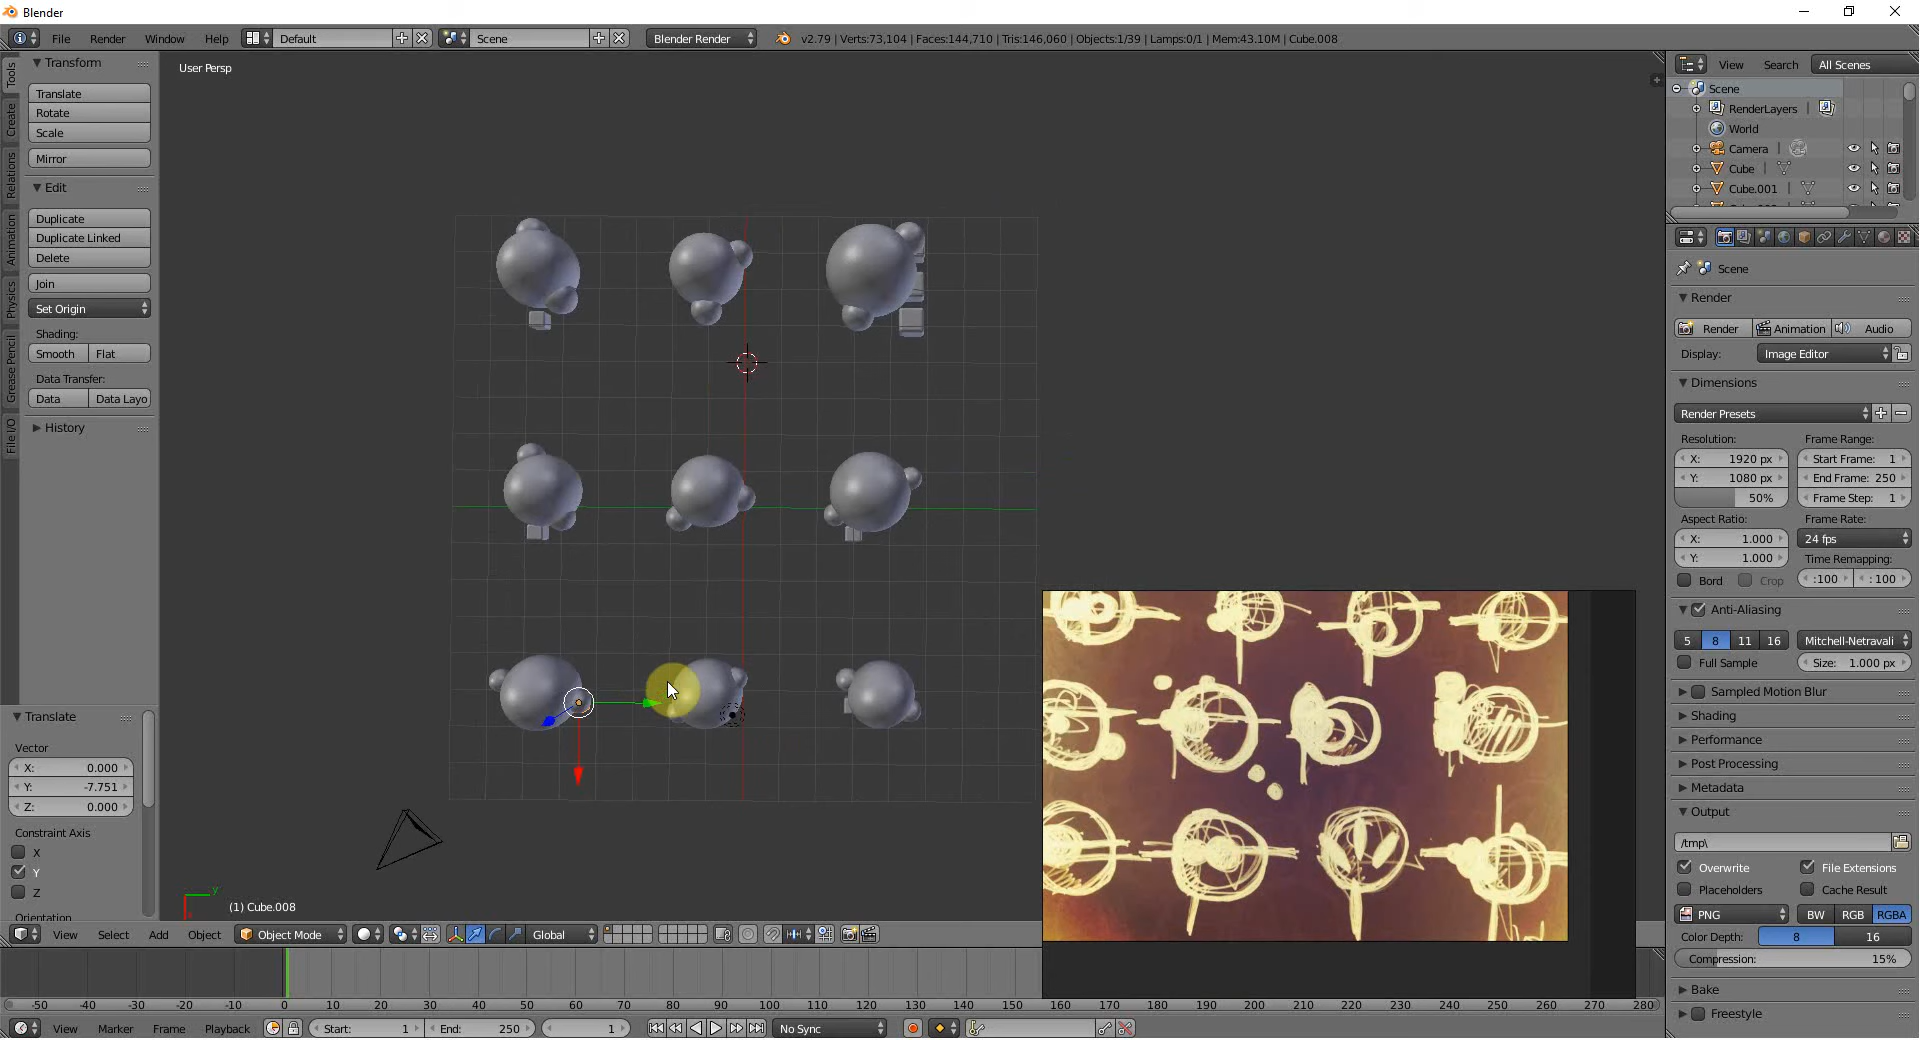 Blender
File Render Window Help Default Scene Blender Render v2.79 | Verts:73,104 | Faces:144,710 | Tris:146,060 | Objects:1/39 | Lamps:0/1 | Mem:43.10M | Cube.008
Tools
Create
Relations
Animation
Physics
Grease Pencil
File I/O
Transform
Translate
Rotate
Scale
Mirror
Edit
Duplicate
Duplicate Linked
Delete
Join
Set Origin
Shading:
Smooth Flat
Data Transfer:
Data Data Layo
History
Translate
Vector
X: 0.000
Y: -7.751
Z: 0.000
Constraint Axis
X
Y
Z
Orientation
User Persp
y
(1) Cube.008
View Select Add Object Object Mode Global
-50 -40 -30 -20 -10 0 10 20 30 40 50 60 70 80 90 100 110 120 130 140 150 160 170 180 190 200 210 220 230 240 250 260 270 280
View Marker Frame Playback Start: 1 End: 250 1 No Sync
View Search All Scenes
Scene
RenderLayers
World
Camera
Cube
Cube.001
Scene
Render
Render Animation Audio
Display: Image Editor
Dimensions
Render Presets
Resolution: Frame Range:
X: 1920 px Start Frame: 1
Y: 1080 px End Frame: 250
50% Frame Step: 1
Aspect Ratio: Frame Rate:
X: 1.000 24 fps
Y: 1.000 Time Remapping:
Bord Crop :100 : 100
Anti-Aliasing
5 8 11 16 Mitchell-Netravali
Full Sample Size: 1.000 px
Sampled Motion Blur
Shading
Performance
Post Processing
Metadata
Output
/tmp\
Overwrite File Extensions
Placeholders Cache Result
PNG BW RGB RGBA
Color Depth: 8 16
Compression: 15%
Bake
Freestyle